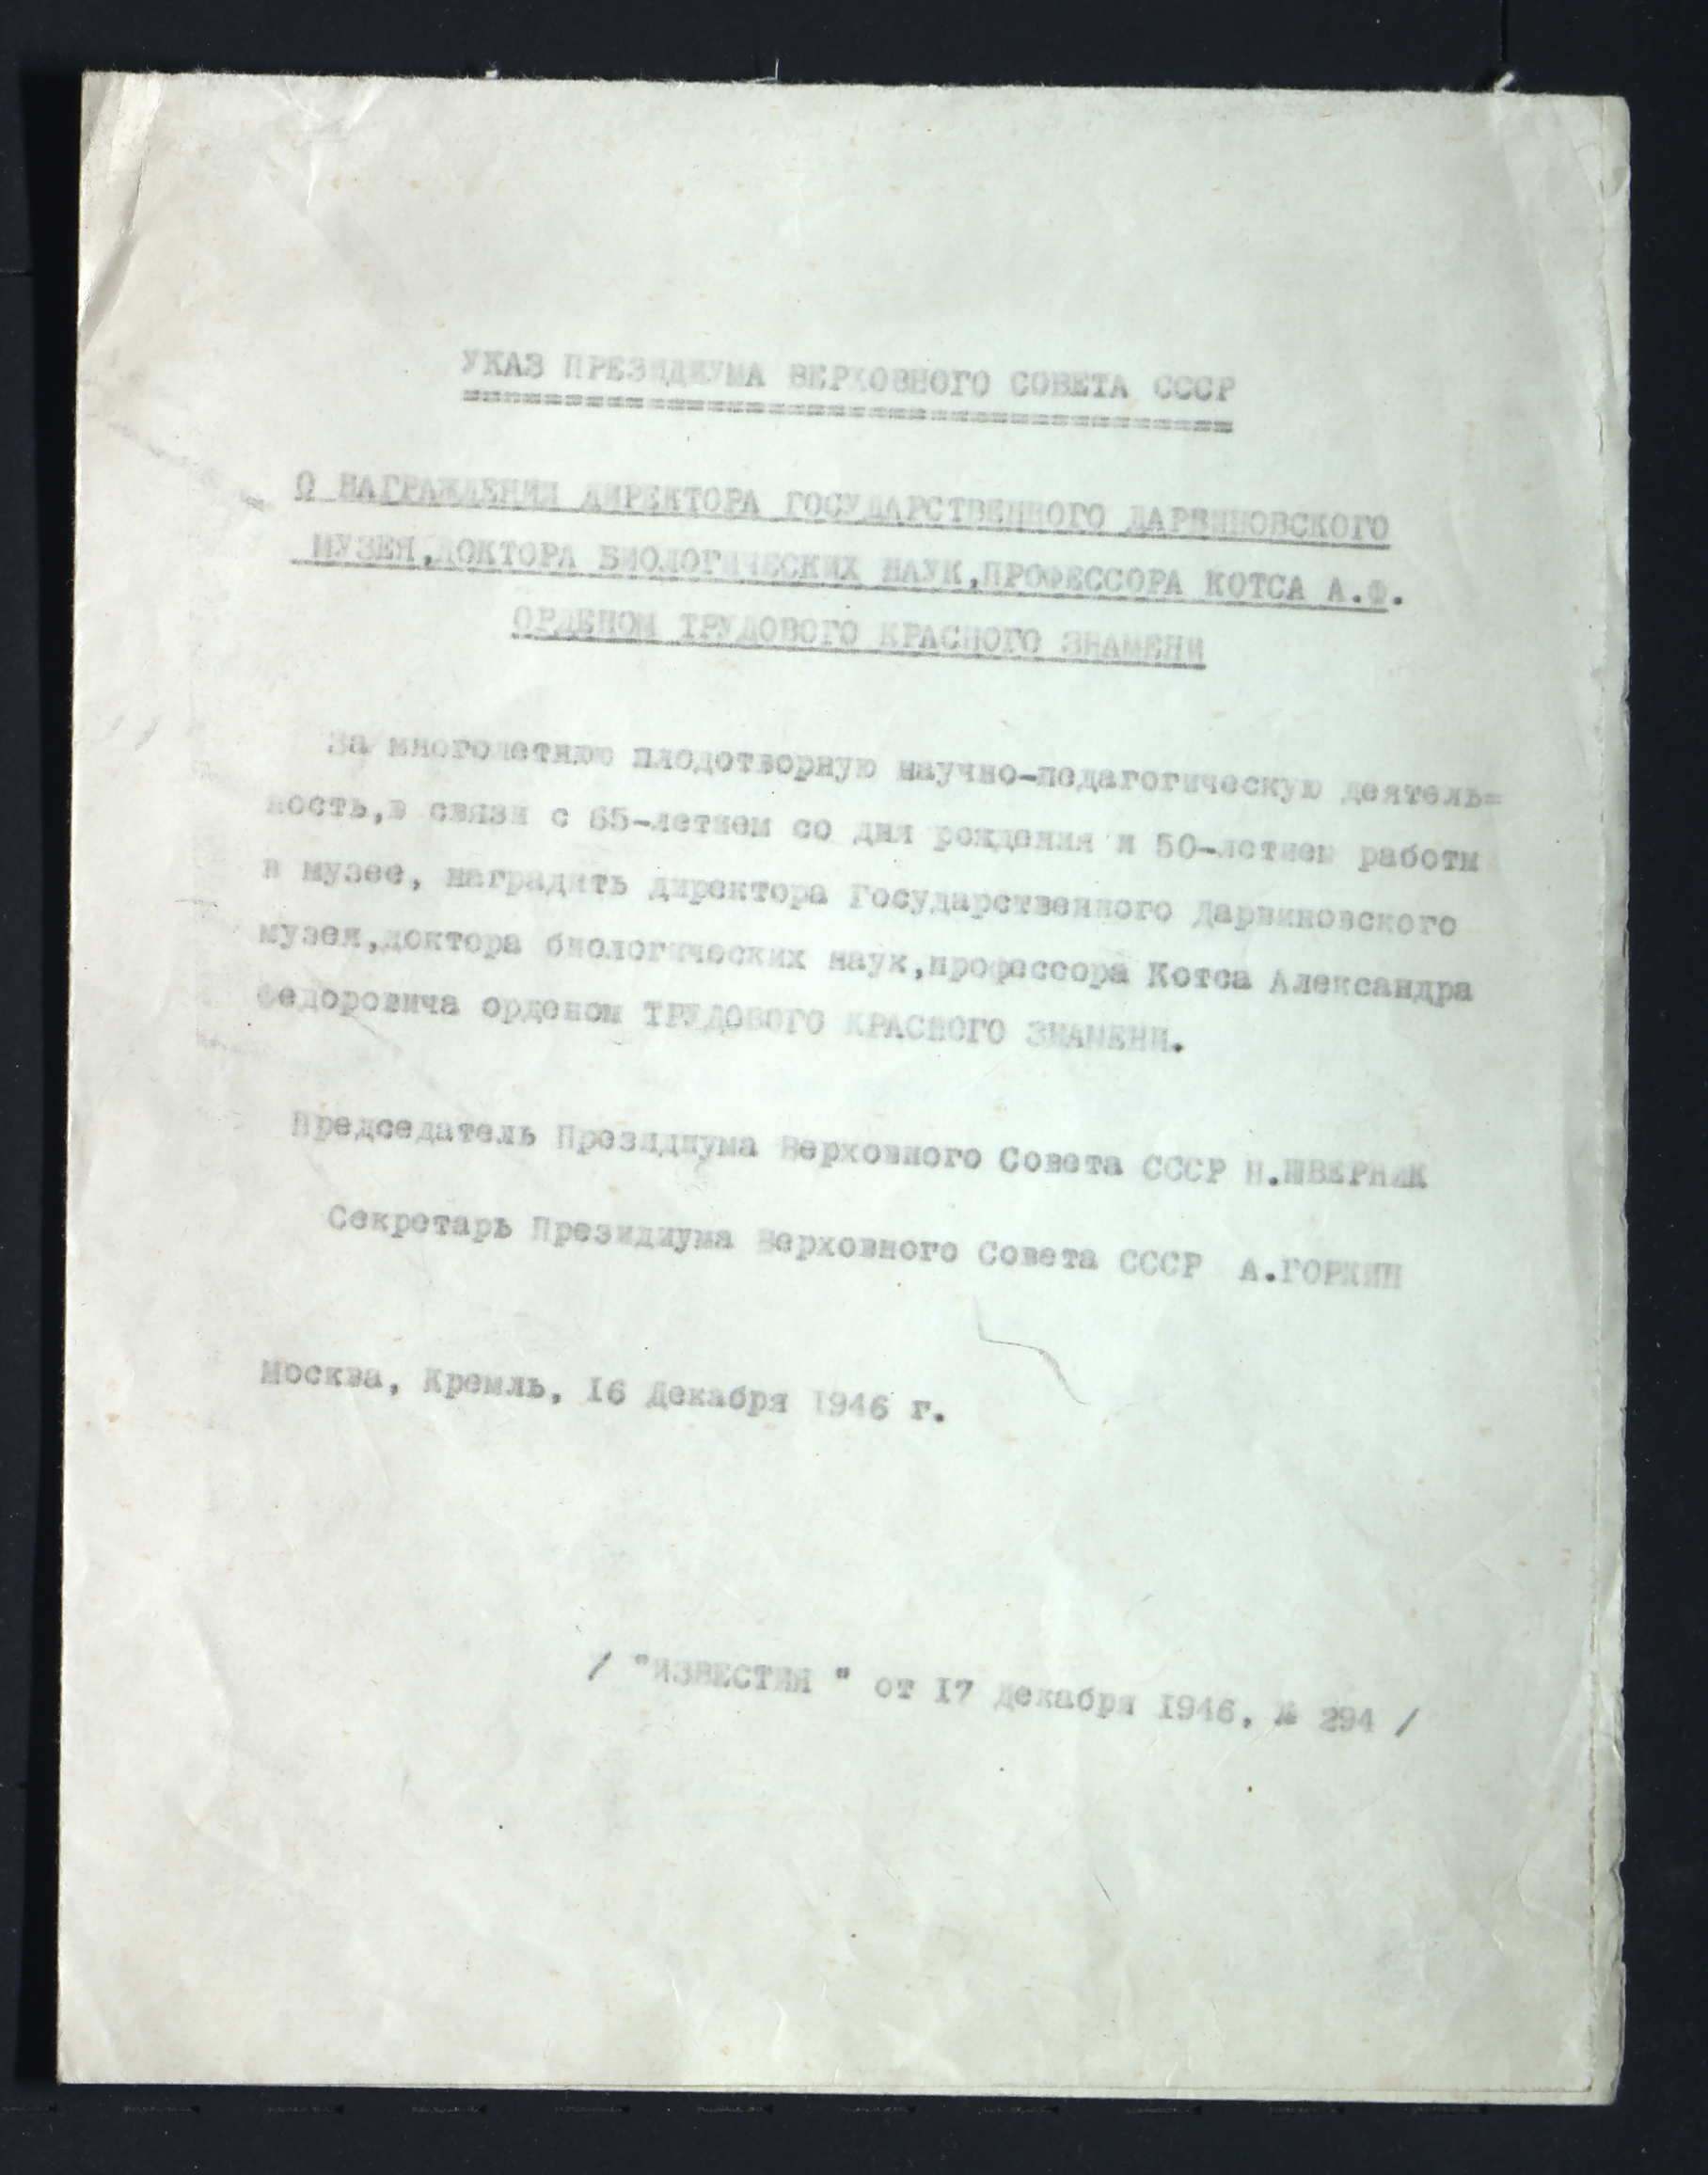 УКАЗ ПРЕЗИДИУМА ВЕРХОВНОГО СОВЕТА СССР
О НАГРАЖДЕНИИ ДИРЕКТОРА ГОСУДАРСТВЕННОГО ДАРВИНОВСКОГО
МУЗЕЯ,ДОКТОРА БИОЛОГИЧЕСКИХ НАУК,ПРОФЕССОРА КОТСА А.Ф.
ОРДЕНОМ ТРУДОВОГО КРАСНОГО ЗНАМЕНИ
За многолетнюю плодотворную научно-педагогическую деятель=
ность,в связи с 65-летием со дня рождения и 50-летием работы
в музее, наградить директора Государственного Дарвиновского
музея,доктора биологических наук,профессора Котса Александра
Федоровича орденом ТРУДОВОГО КРАСНОГО ЗНАМЕНИ.
Председатель Президиума Верховного Совета СССР Н.ШВЕРНИК
Секретарь Президиума Верховного Совета СССР А.ГОРКИН
Москва, Кремль, 16 Декабря 1946 г.
/ "ИЗВЕСТИЯ " от 17 декабря 1946, № 294 /